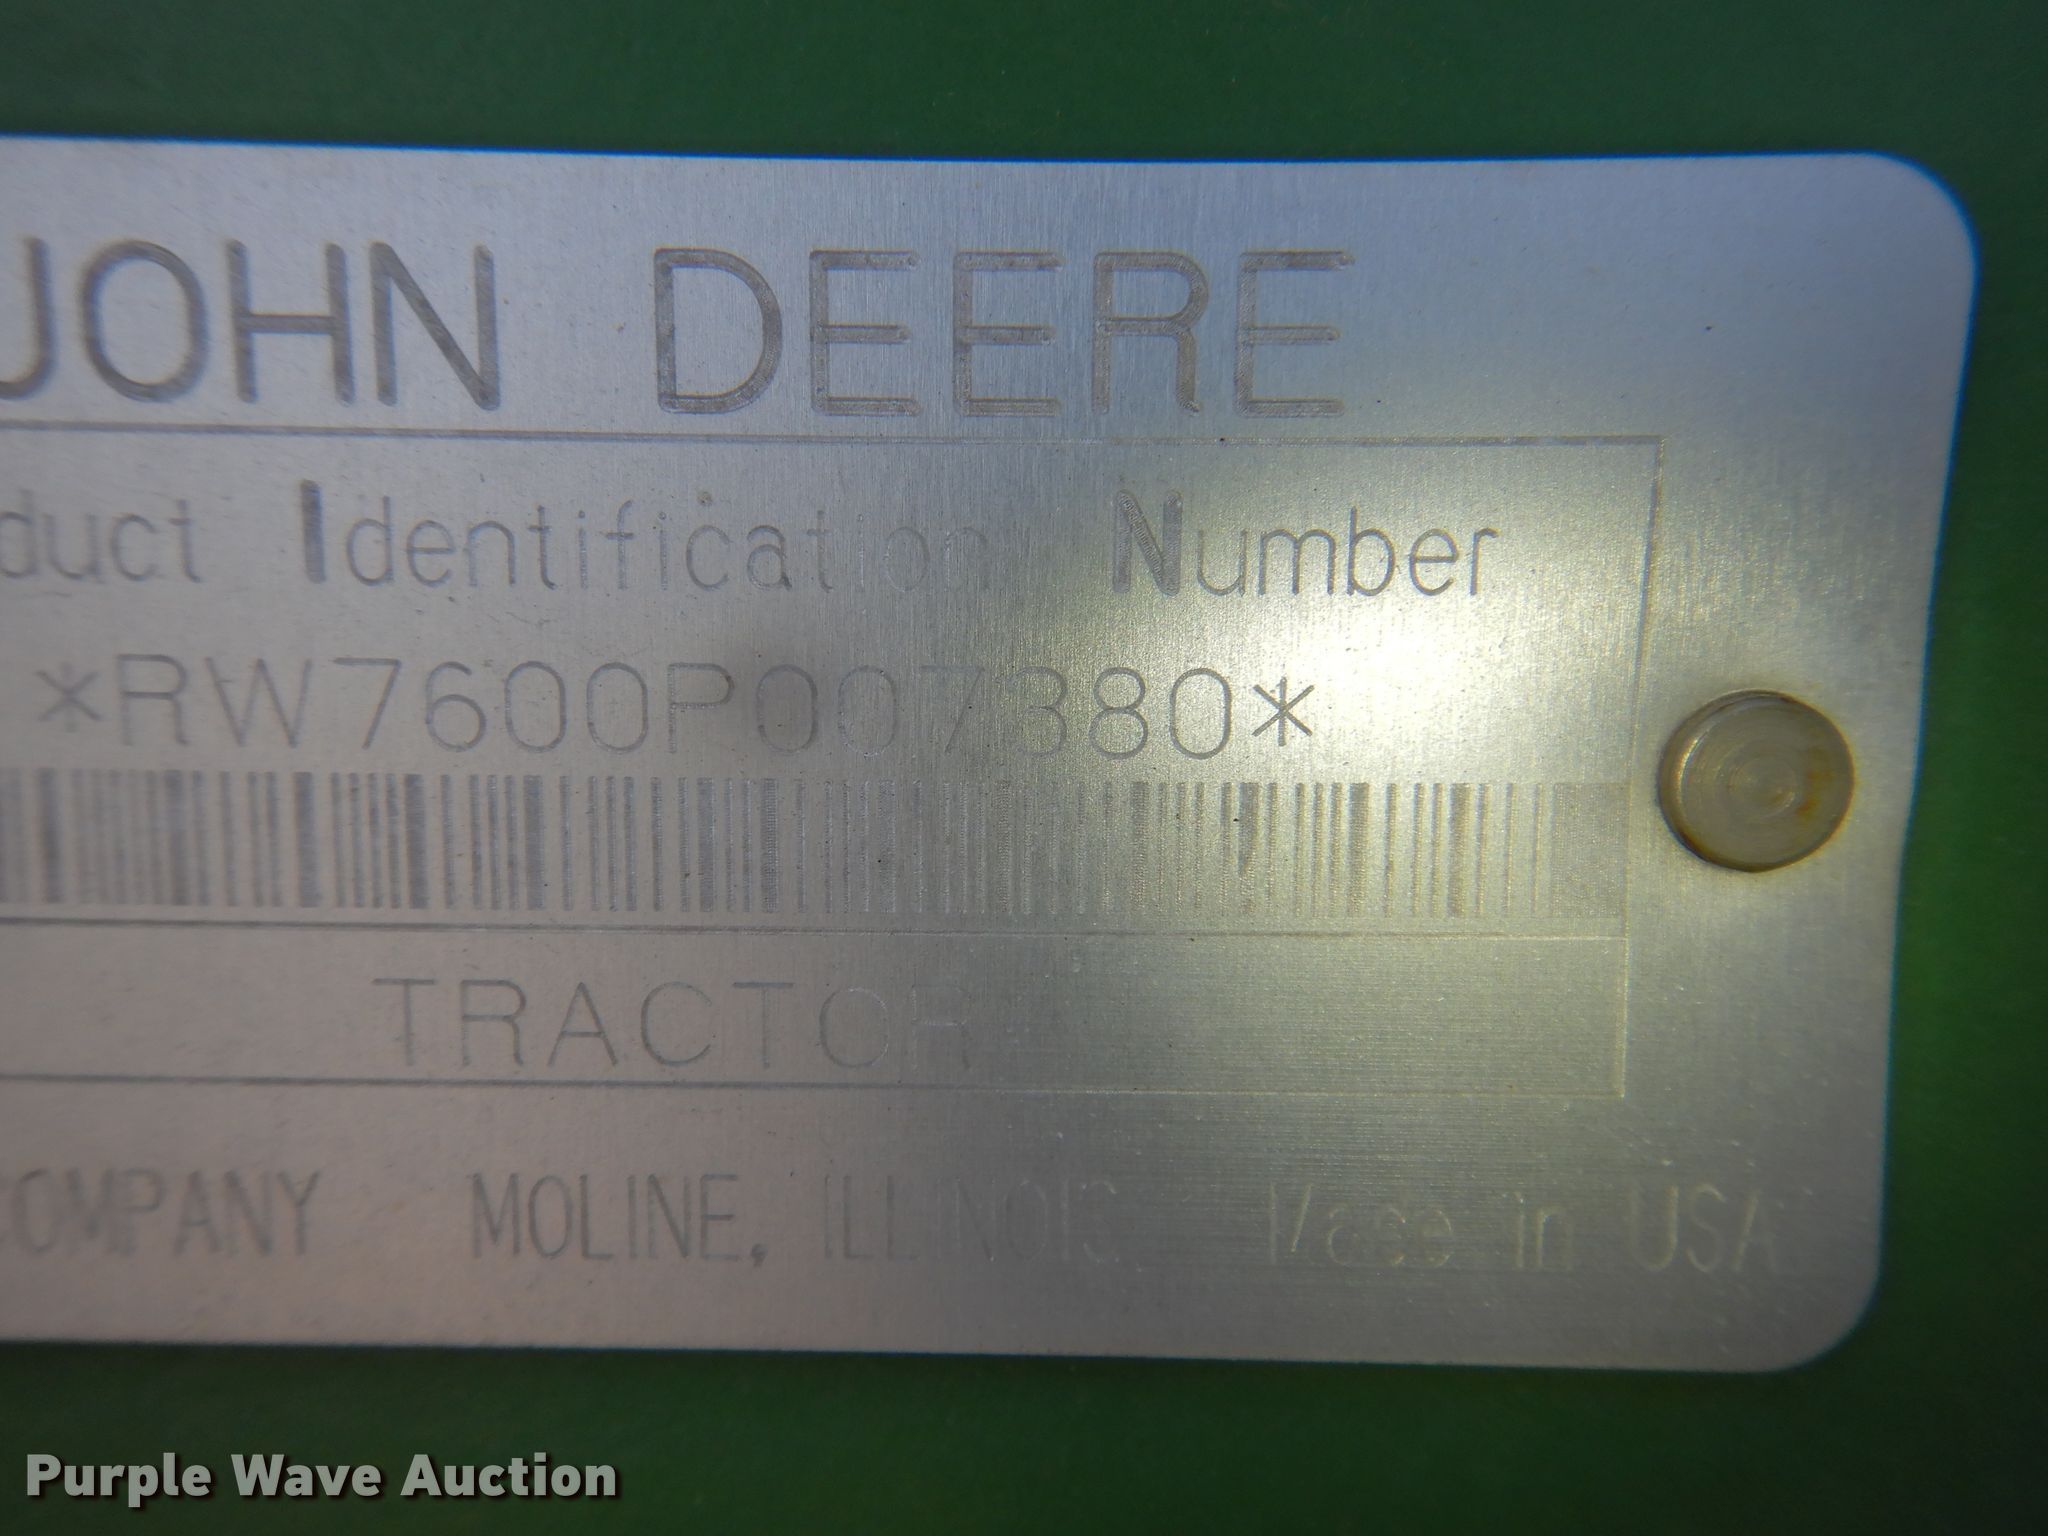 JOHN DEERE
duct Identification Number
*RW7600P007380*
TRACTOR
COMPANY MOLINE, ILLINOIS Made in USA
Purple Wave Auction